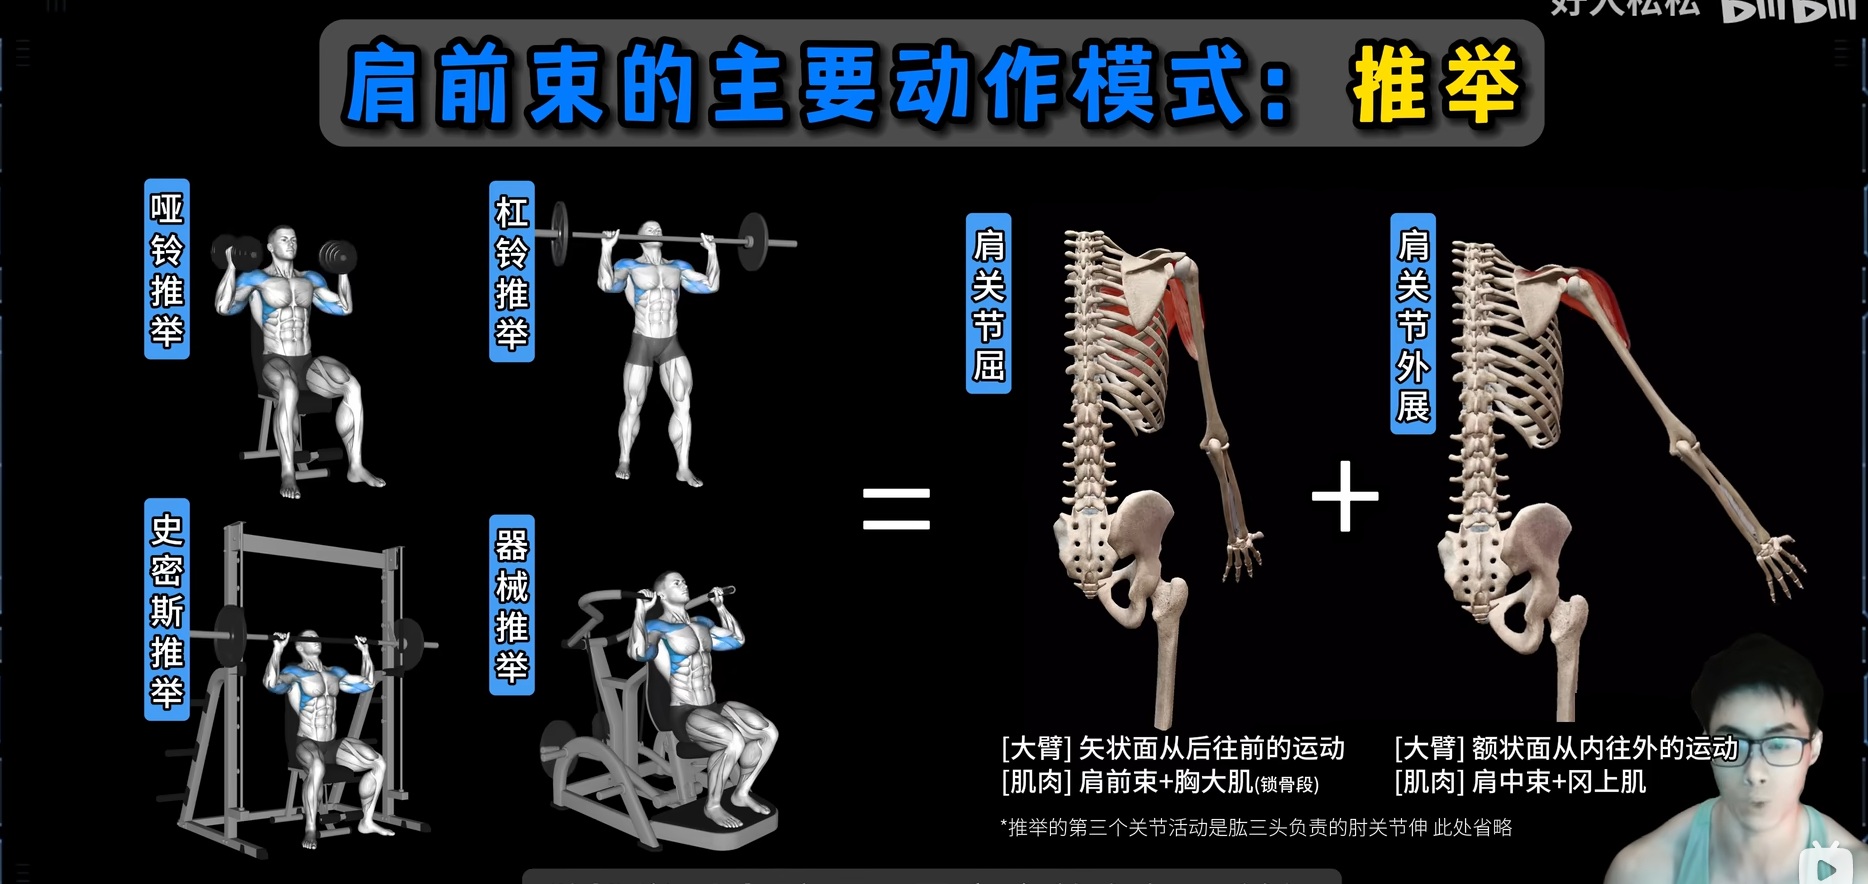 好人松松 bilibili
肩前束的主要动作模式：推举
哑铃推举
杠铃推举
史密斯推举
器械推举
=
肩关节屈
+
肩关节外展
[大臂] 矢状面从后往前的运动
[肌肉] 肩前束+胸大肌(锁骨段)
[大臂] 额状面从内往外的运动
[肌肉] 肩中束+冈上肌
*推举的第三个关节活动是肱三头负责的肘关节伸 此处省略